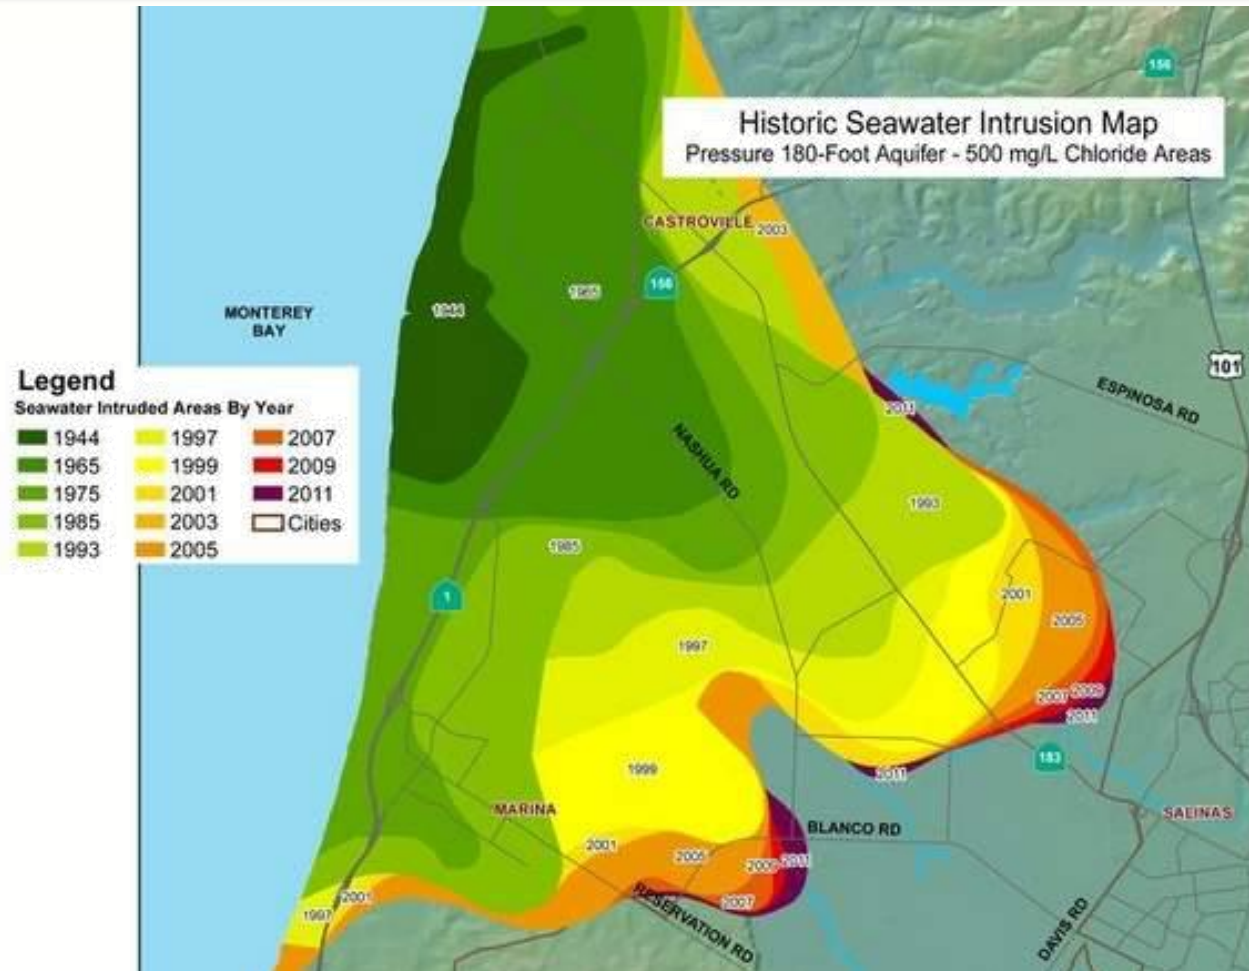 156
Historic Seawater Intrusion Map
Pressure 180-Foot Aquifer - 500 mg/L Chloride Areas
CASTROVILLE
2003
156
1965
1944
MONTEREY
BAY
101
ESPINOSA RD
2011
NASHUA RD
1993
Legend
Seawater Intruded Areas By Year
1944
1965
1975
1985
1993
1997
1999
2001
2003
2005
2007
2009
2011
Cities
1985
1
2001
2005
1997
2007
2009
2011
183
1999
2011
MARINA
BLANCO RD
SALINAS
2001
2005
2009
2011
2007
RESERVATION RD
DAVIS RD
2001
1997